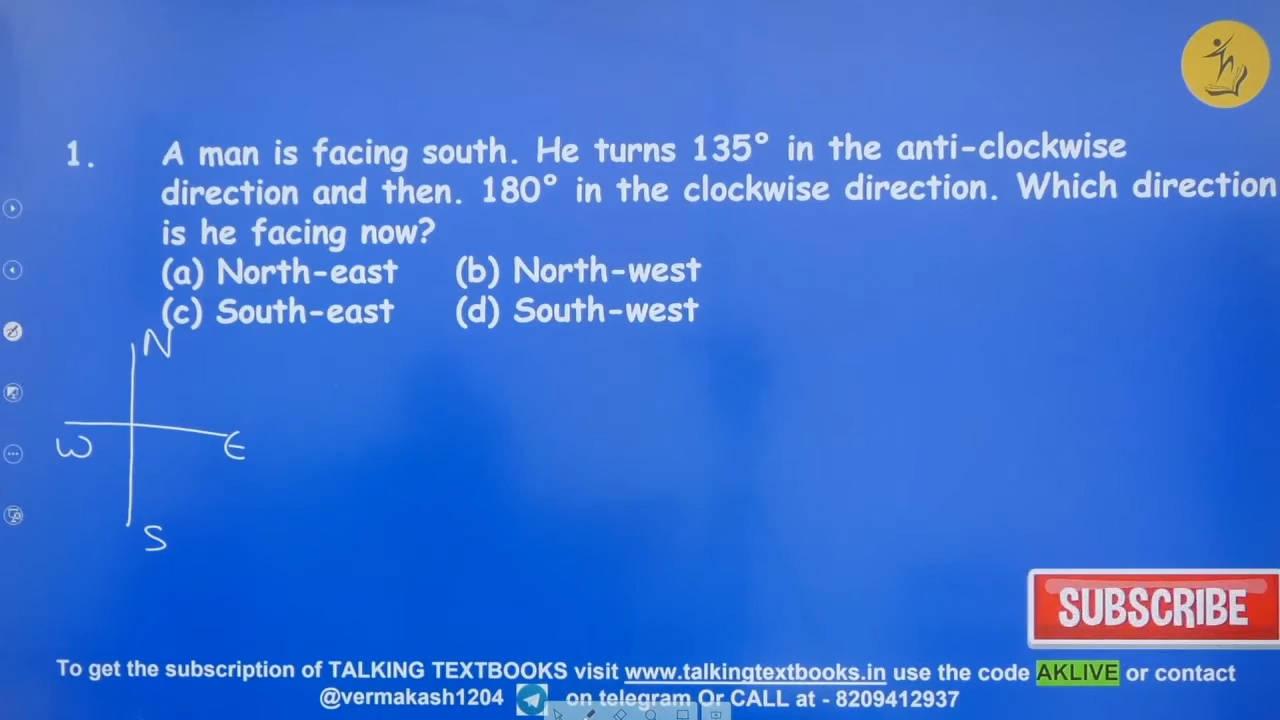 1. A man is facing south. He turns 135° in the anti-clockwise
direction and then. 180° in the clockwise direction. Which direction
is he facing now?
(a) North-east (b) North-west
(c) South-east (d) South-west
N
W E
S
SUBSCRIBE
To get the subscription of TALKING TEXTBOOKS visit www.talkingtextbooks.in use the code AKLIVE or contact
@vermakash1204 on telegram Or CALL at - 8209412937